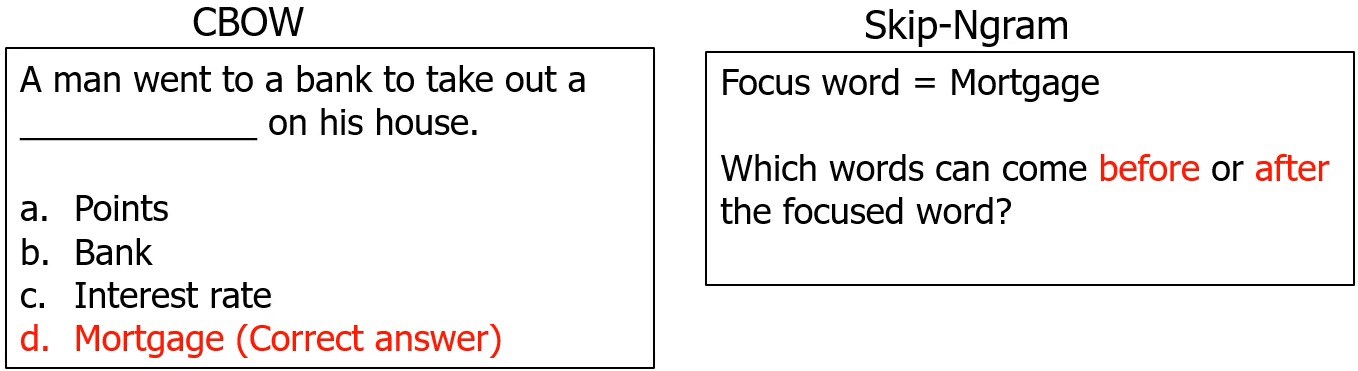 CBOW
A man went to a bank to take out a
_____________ on his house.
a. Points
b. Bank
c. Interest rate
d. Mortgage (Correct answer)
Skip-Ngram
Focus word = Mortgage
Which words can come before or after
the focused word?